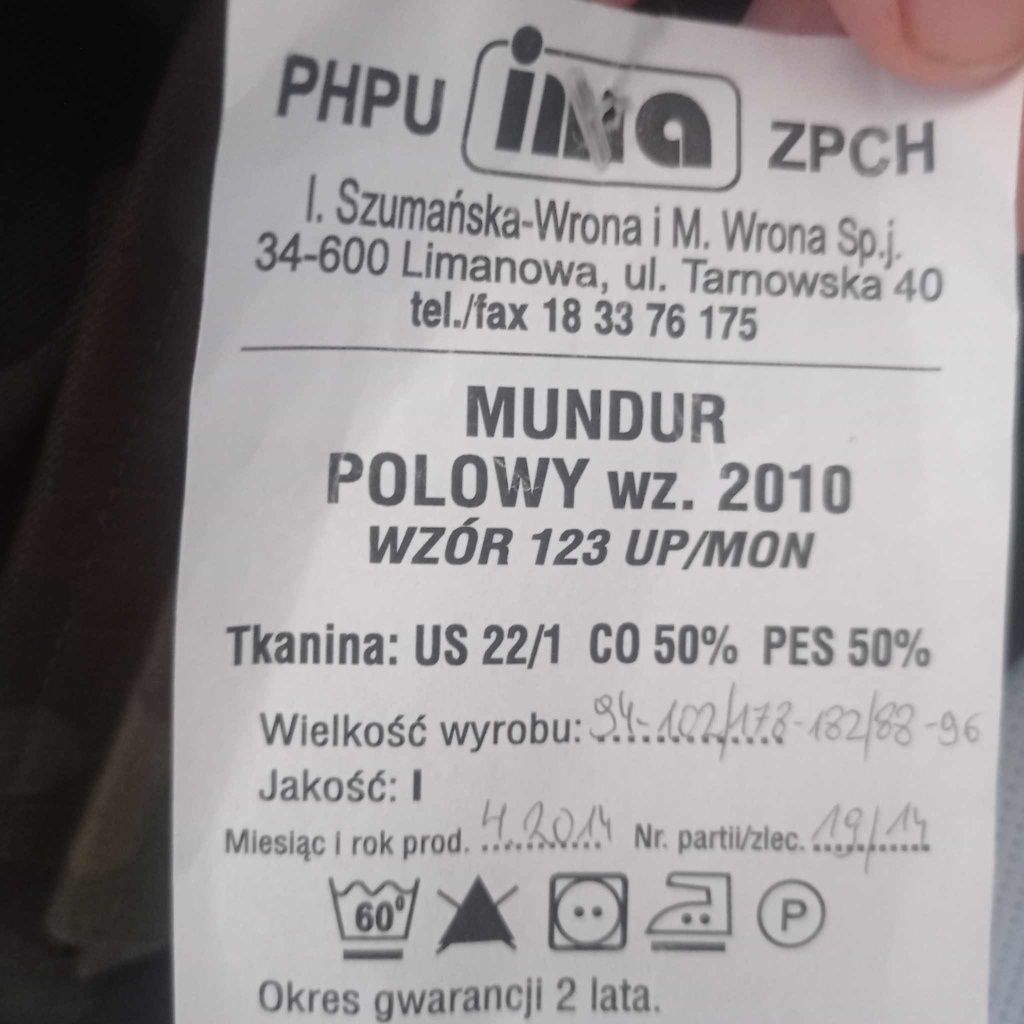 PHPU ina ZPCH
I. Szumańska-Wrona i M. Wrona Sp.j.
34-600 Limanowa, ul. Tarnowska 40
tel./fax 18 33 76 175
MUNDUR
POLOWY wz. 2010
WZÓR 123 UP/MON
Tkanina: US 22/1 CO 50% PES 50%
Wielkość wyrobu: 94-102/178-182/88-96
Jakość: I
Miesiąc i rok prod. 4.2014 Nr. partii/zlec. 19/14
60° P
Okres gwarancji 2 lata.